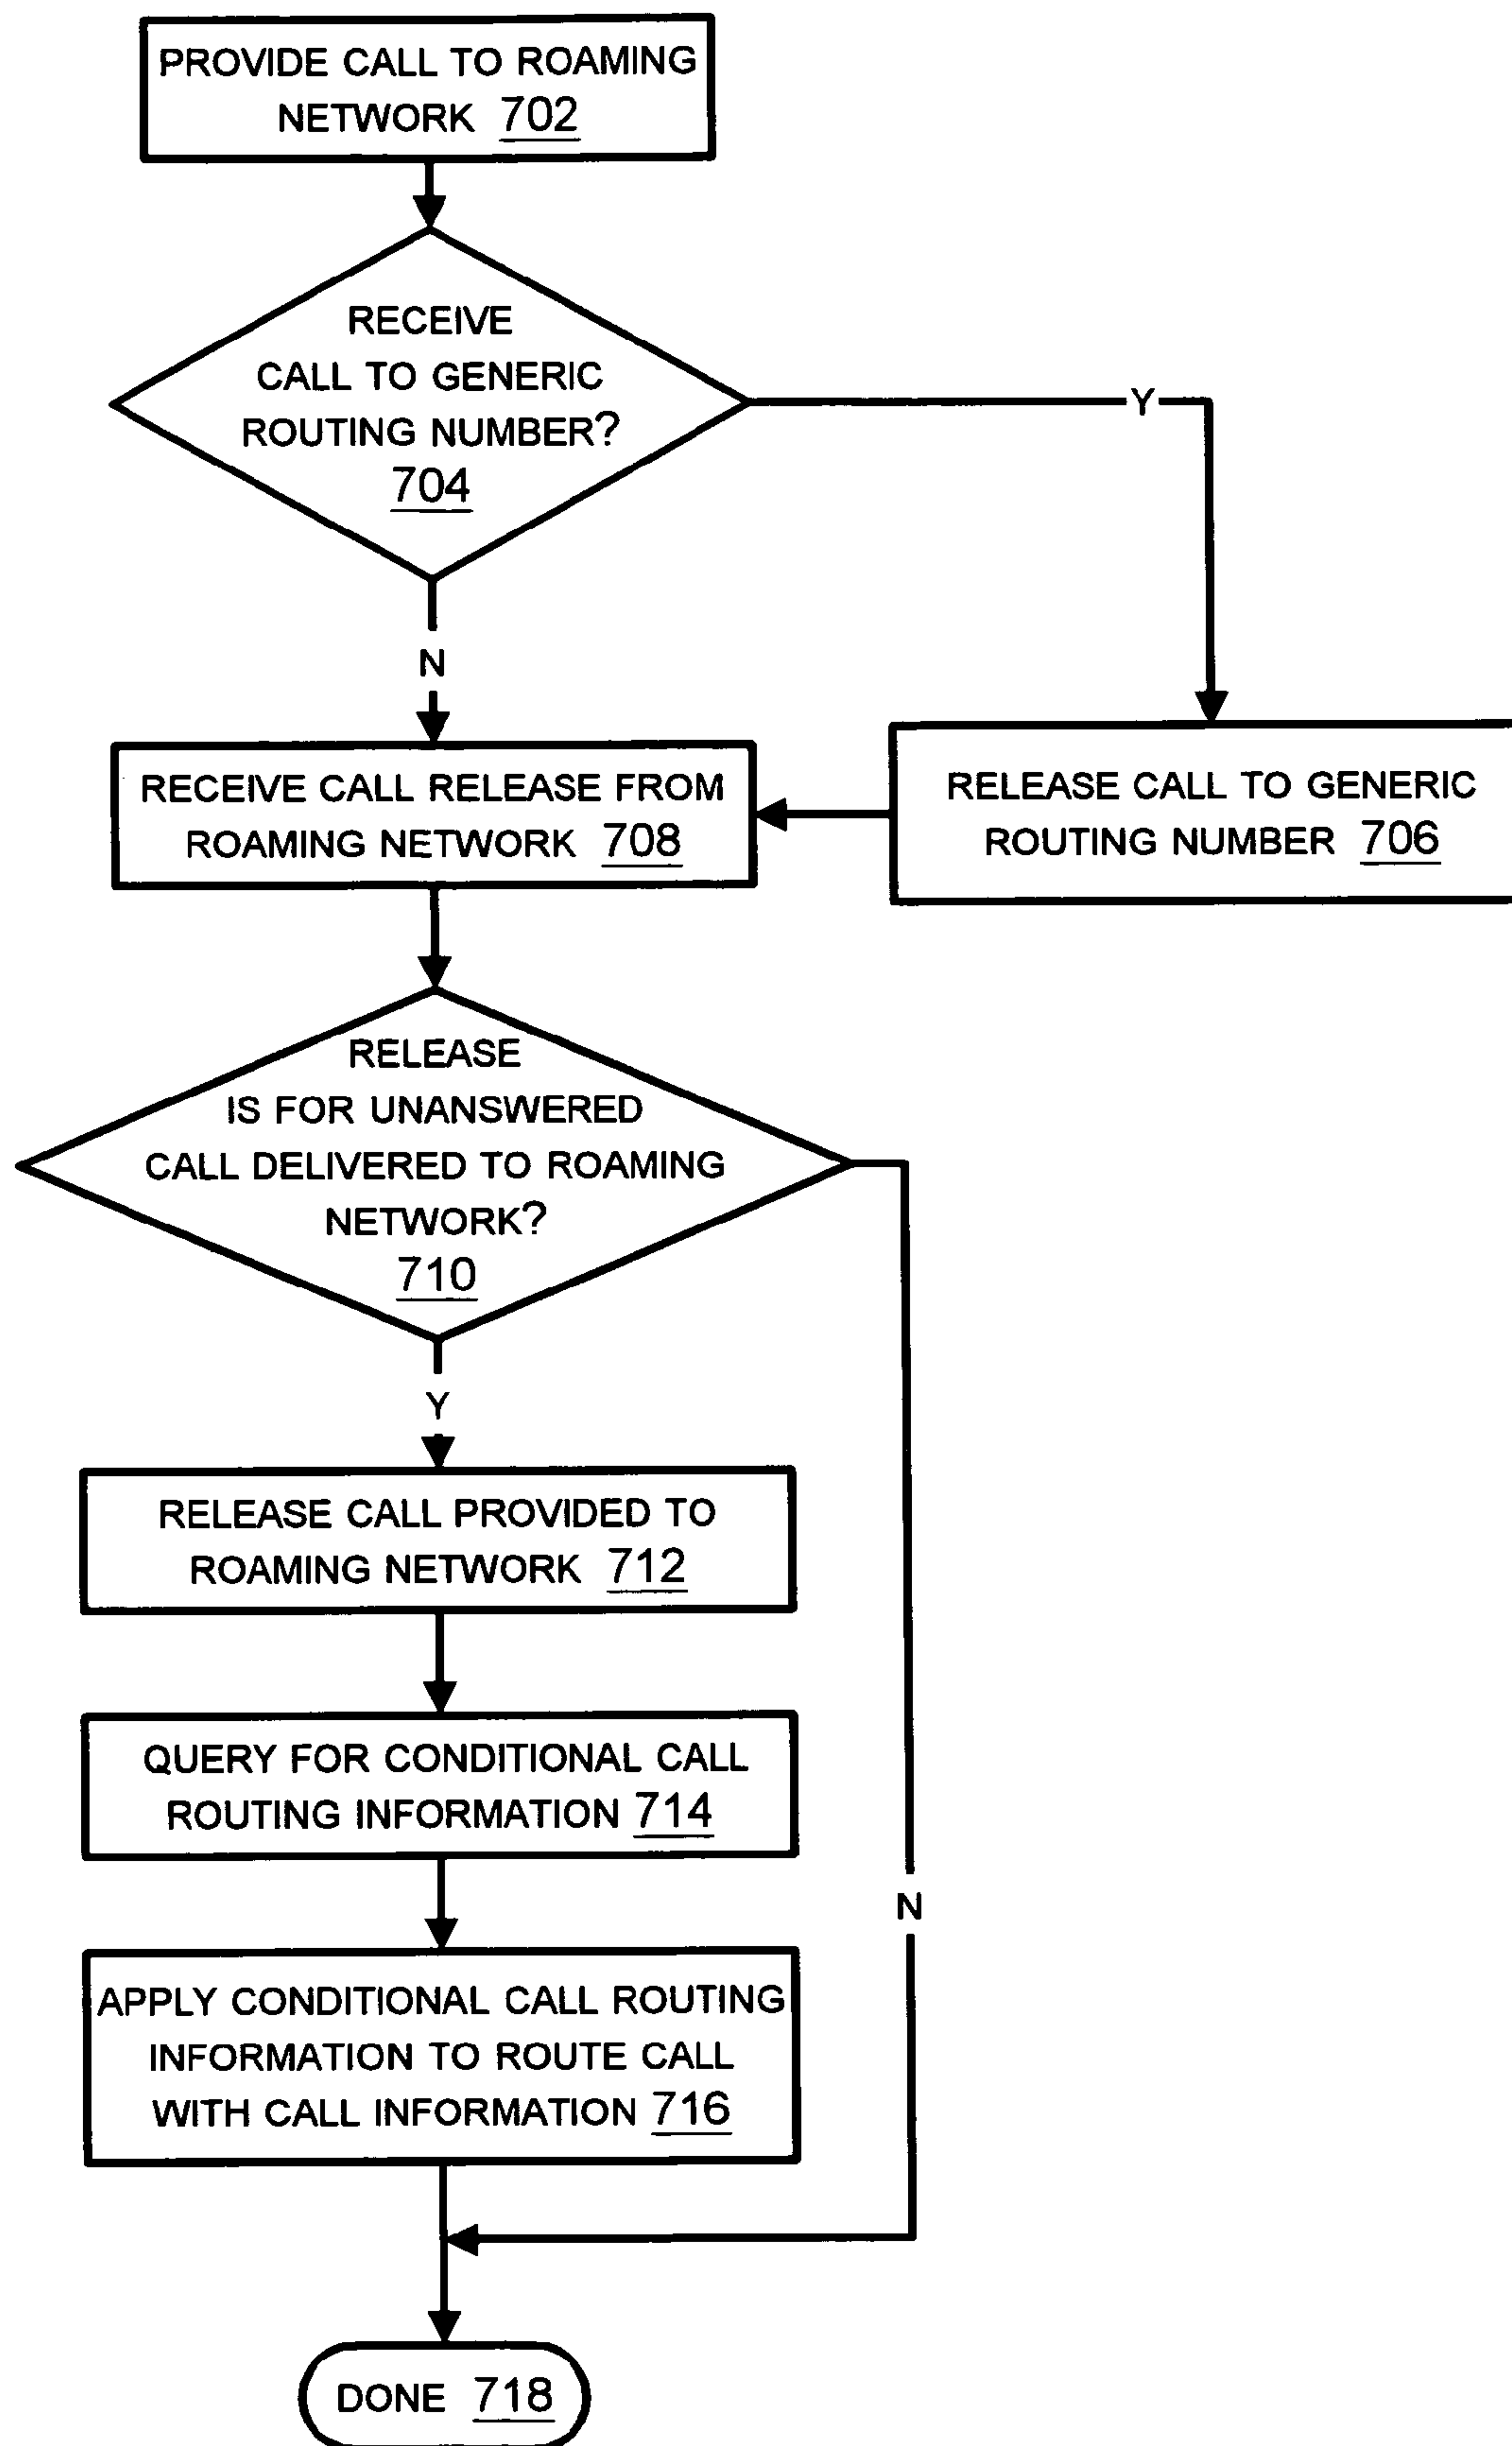 PROVIDE CALL TO ROAMING
NETWORK 702
RECEIVE
CALL TO GENERIC
ROUTING NUMBER?
704
Y
N
RECEIVE CALL RELEASE FROM
ROAMING NETWORK 708
RELEASE CALL TO GENERIC
ROUTING NUMBER 706
RELEASE
IS FOR UNANSWERED
CALL DELIVERED TO ROAMING
NETWORK?
710
Y
RELEASE CALL PROVIDED TO
ROAMING NETWORK 712
QUERY FOR CONDITIONAL CALL
ROUTING INFORMATION 714
N
APPLY CONDITIONAL CALL ROUTING
INFORMATION TO ROUTE CALL
WITH CALL INFORMATION 716
DONE 718